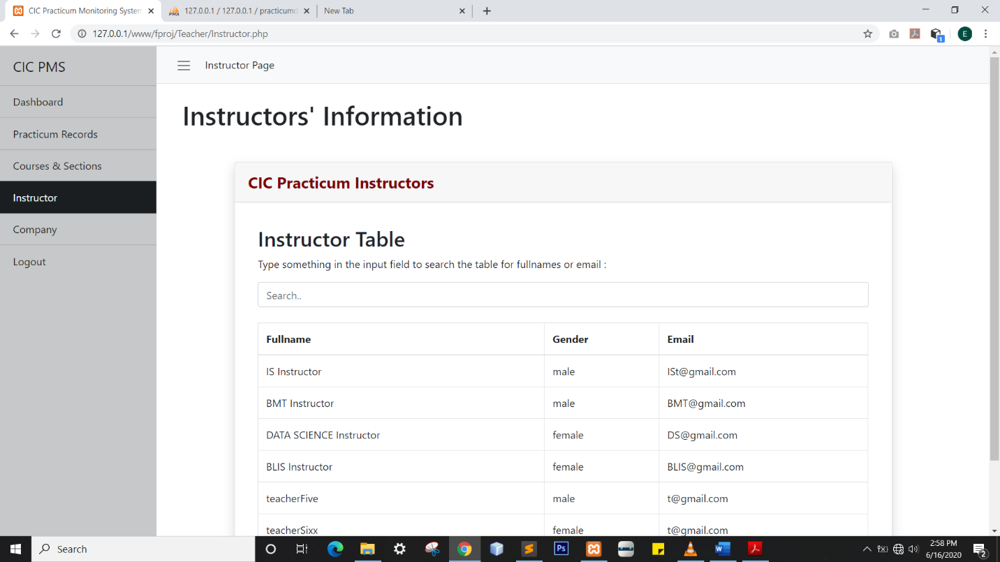 CIC Practicum Monitoring System
127.0.0.1 / 127.0.0.1 / practicumd
New Tab
127.0.0.1/www/fproj/Teacher/Instructor.php
E
1
CIC PMS
Instructor Page
Dashboard
Practicum Records
Courses & Sections
Instructor
Company
Logout
Instructors' Information
CIC Practicum Instructors
Instructor Table
Type something in the input field to search the table for fullnames or email :
Search..
Fullname Gender Email
IS Instructor male ISt@gmail.com
BMT Instructor male BMT@gmail.com
DATA SCIENCE Instructor female DS@gmail.com
BLIS Instructor female BLIS@gmail.com
teacherFive male t@gmail.com
teacherSixx female t@gmail.com
Search
Ps
2:58 PM
6/16/2020
2